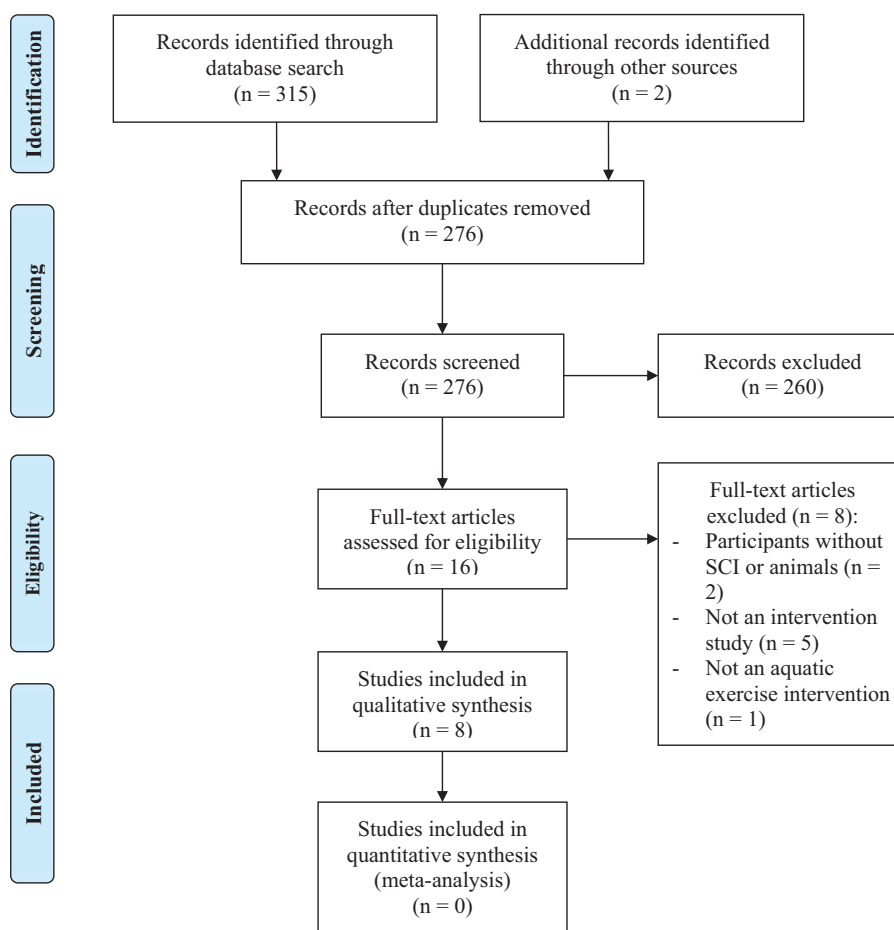 Identification
Records identified through
database search
(n = 315)
Additional records identified
through other sources
(n = 2)
Records after duplicates removed
(n = 276)
Screening
Records screened
(n = 276)
Records excluded
(n = 260)
Eligibility
Full-text articles
assessed for eligibility
(n = 16)
Full-text articles
excluded (n = 8):
- Participants without
SCI or animals (n =
2)
- Not an intervention
study (n = 5)
- Not an aquatic
exercise intervention
(n = 1)
Included
Studies included in
qualitative synthesis
(n = 8)
Studies included in
quantitative synthesis
(meta-analysis)
(n = 0)